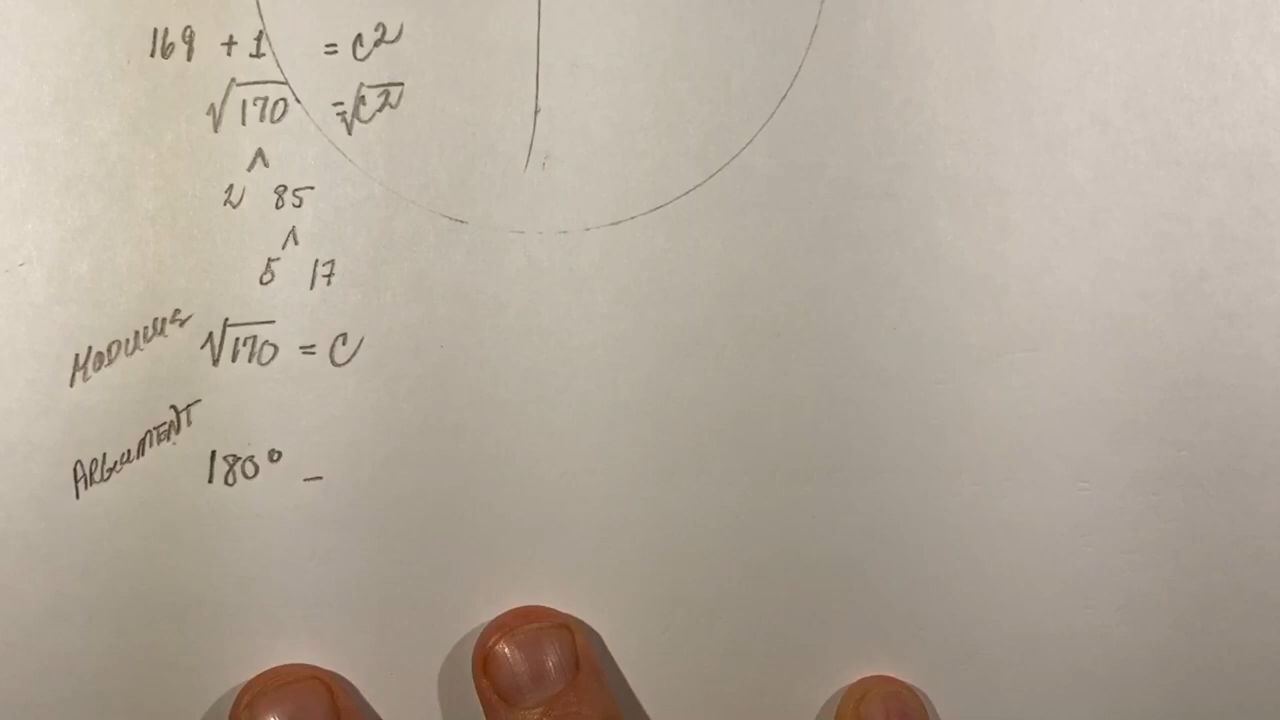 169 + 1 = c2
√170 = √c2
^
2 85
^
5 17
MODULUS √170 = C
ARGUMENT
180° –